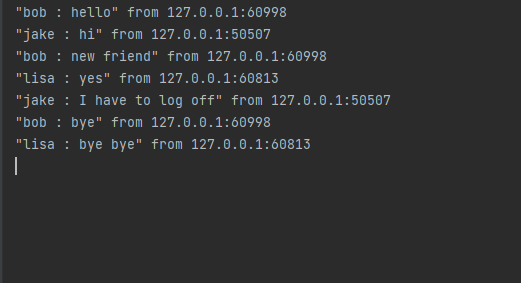 "bob : hello" from 127.0.0.1:60998
"jake : hi" from 127.0.0.1:50507
"bob : new friend" from 127.0.0.1:60998
"lisa : yes" from 127.0.0.1:60813
"jake : I have to log off" from 127.0.0.1:50507
"bob : bye" from 127.0.0.1:60998
"lisa : bye bye" from 127.0.0.1:60813